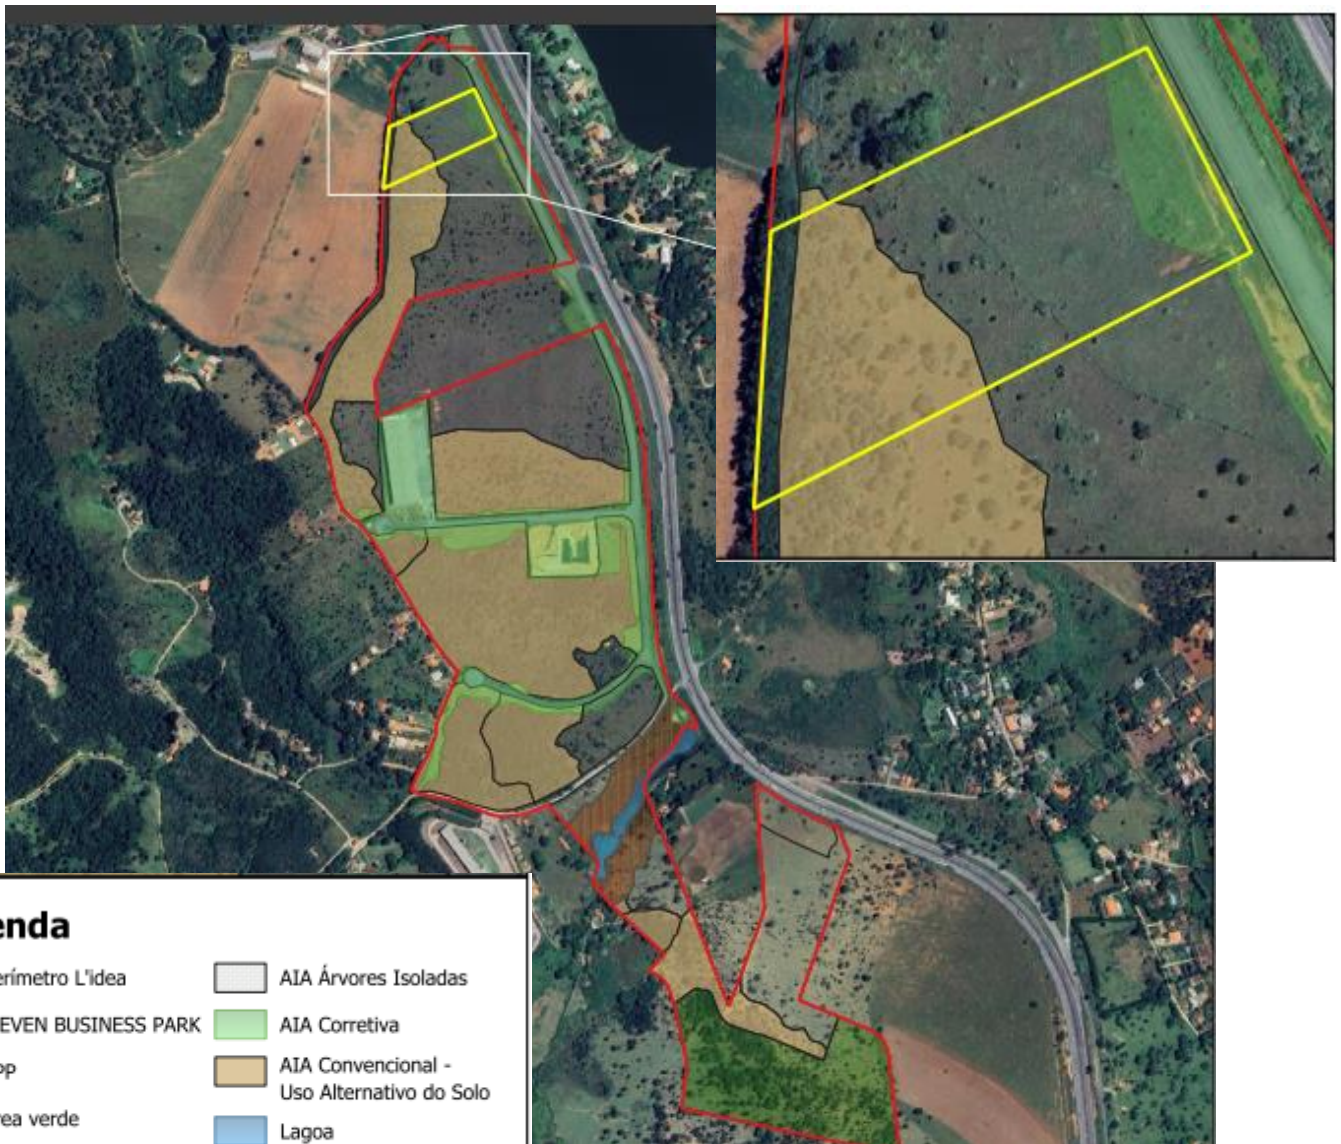 enda
erímetro L'idea
EVEN BUSINESS PARK
PP
rea verde
AIA Árvores Isoladas
AIA Corretiva
AIA Convencional -
Uso Alternativo do Solo
Lagoa